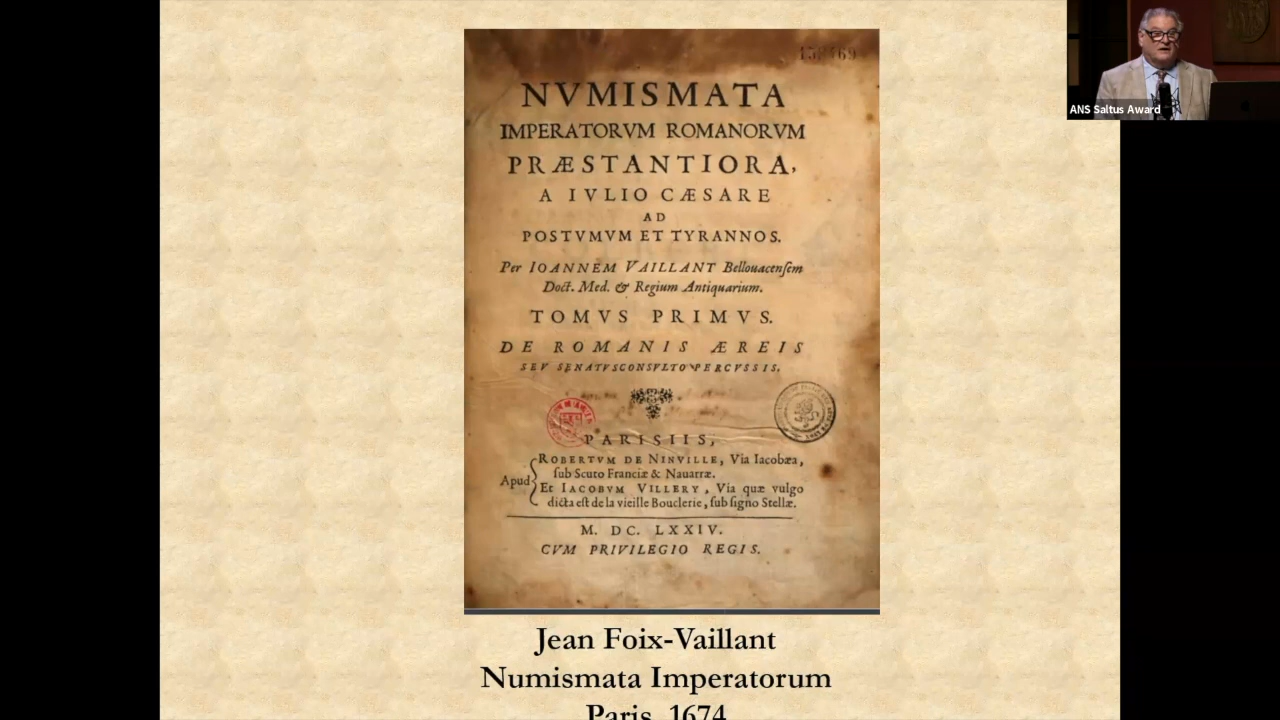 152469
NVMISMATA
IMPERATORVM ROMANORVM
PRÆSTANTIORA,
A IVLIO CÆSARE
AD
POSTVMVM ET TYRANNOS.
Per IOANNEM VAILLANT Bellouacenſem
Doct. Med. & Regium Antiquarium.
TOMVS PRIMVS.
DE ROMANIS ÆREIS
SEV SENATVSCONSVLTO PERCVSSIS.
PARISIIS,
Apud
ROBERTVM DE NINVILLE, Via Iacobæa,
ſub Scuto Franciæ & Nauarræ.
Et IACOBVM VILLERY, Via quæ vulgo
dicta eſt de la vieille Bouclerie, ſub ſigno Stellæ.
M. DC. LXXIV.
CVM PRIVILEGIO REGIS.
Jean Foix-Vaillant
Numismata Imperatorum
Paris, 1674
ANS Saltus Award